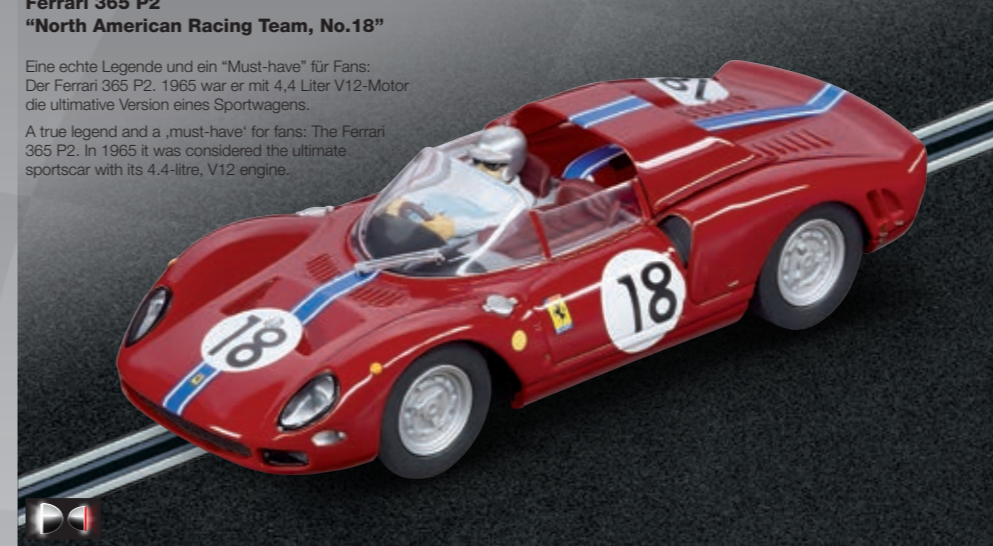 Ferrari 365 P2
“North American Racing Team, No.18”
Eine echte Legende und ein “Must-have” für Fans:
Der Ferrari 365 P2. 1965 war er mit 4,4 Liter V12-Motor
die ultimative Version eines Sportwagens.
A true legend and a ‚must-have‘ for fans: The Ferrari
365 P2. In 1965 it was considered the ultimate
sportscar with its 4.4-litre, V12 engine.
18
18